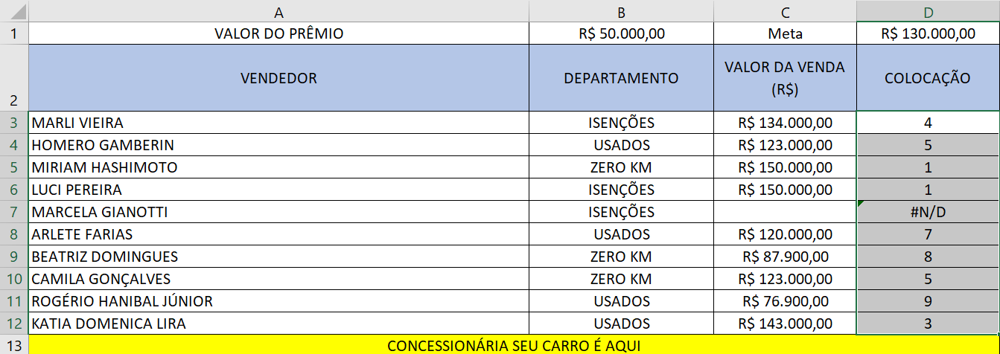 A B C D
1 VALOR DO PRÊMIO R$ 50.000,00 Meta R$ 130.000,00
2 VENDEDOR DEPARTAMENTO VALOR DA VENDA (R$) COLOCAÇÃO
3 MARLI VIEIRA ISENÇÕES R$ 134.000,00 4
4 HOMERO GAMBERIN USADOS R$ 123.000,00 5
5 MIRIAM HASHIMOTO ZERO KM R$ 150.000,00 1
6 LUCI PEREIRA ISENÇÕES R$ 150.000,00 1
7 MARCELA GIANOTTI ISENÇÕES #N/D
8 ARLETE FARIAS USADOS R$ 120.000,00 7
9 BEATRIZ DOMINGUES ZERO KM R$ 87.900,00 8
10 CAMILA GONÇALVES ZERO KM R$ 123.000,00 5
11 ROGÉRIO HANIBAL JÚNIOR USADOS R$ 76.900,00 9
12 KATIA DOMENICA LIRA USADOS R$ 143.000,00 3
13 CONCESSIONÁRIA SEU CARRO É AQUI